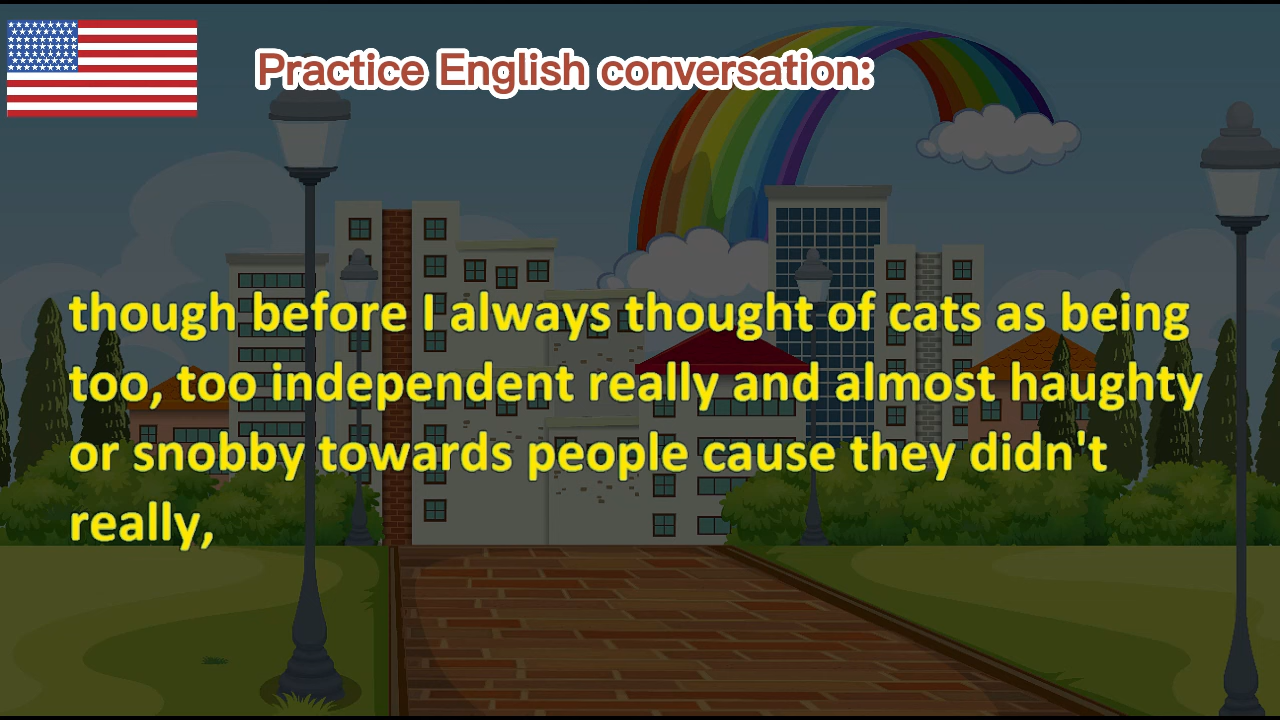 Practice English conversation:
though before I always thought of cats as being
too, too independent really and almost haughty
or snobby towards people cause they didn't
really,